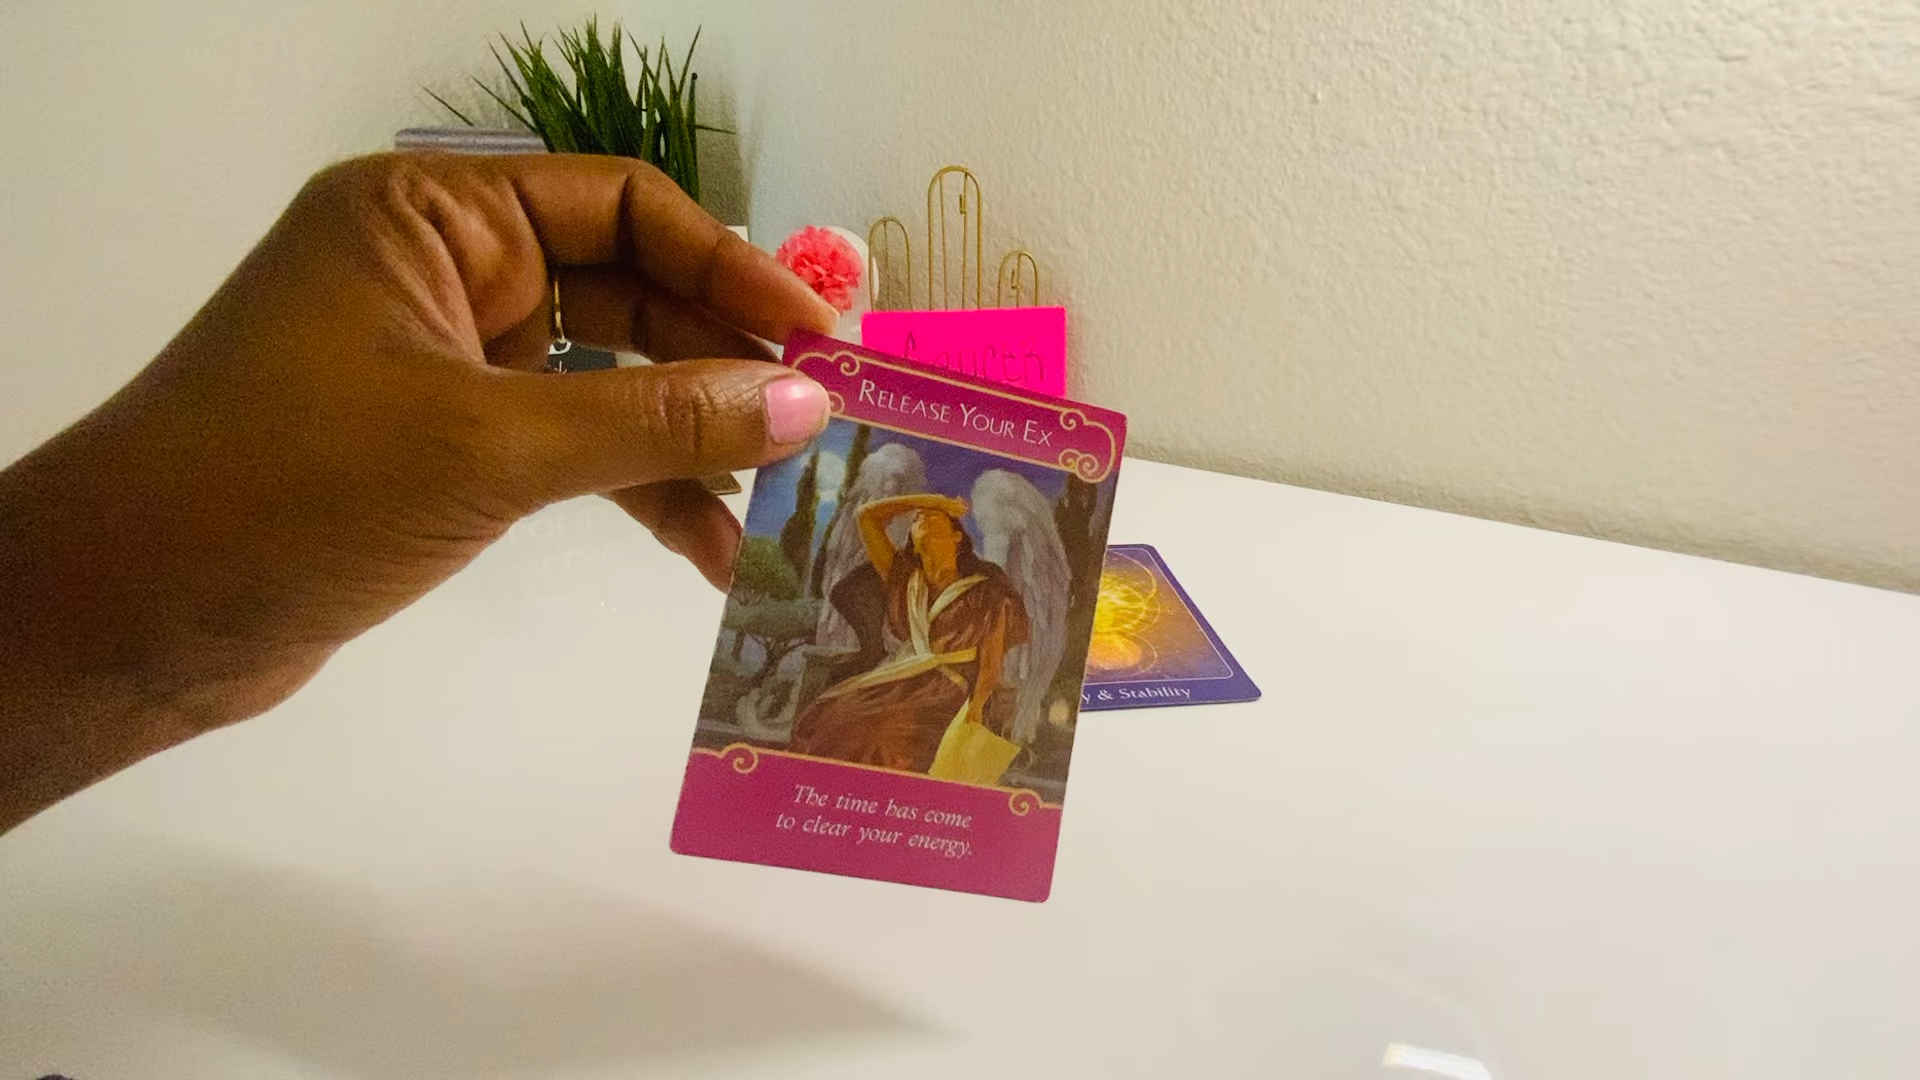 Release Your Ex
The time has come
to clear your energy.
& Stability